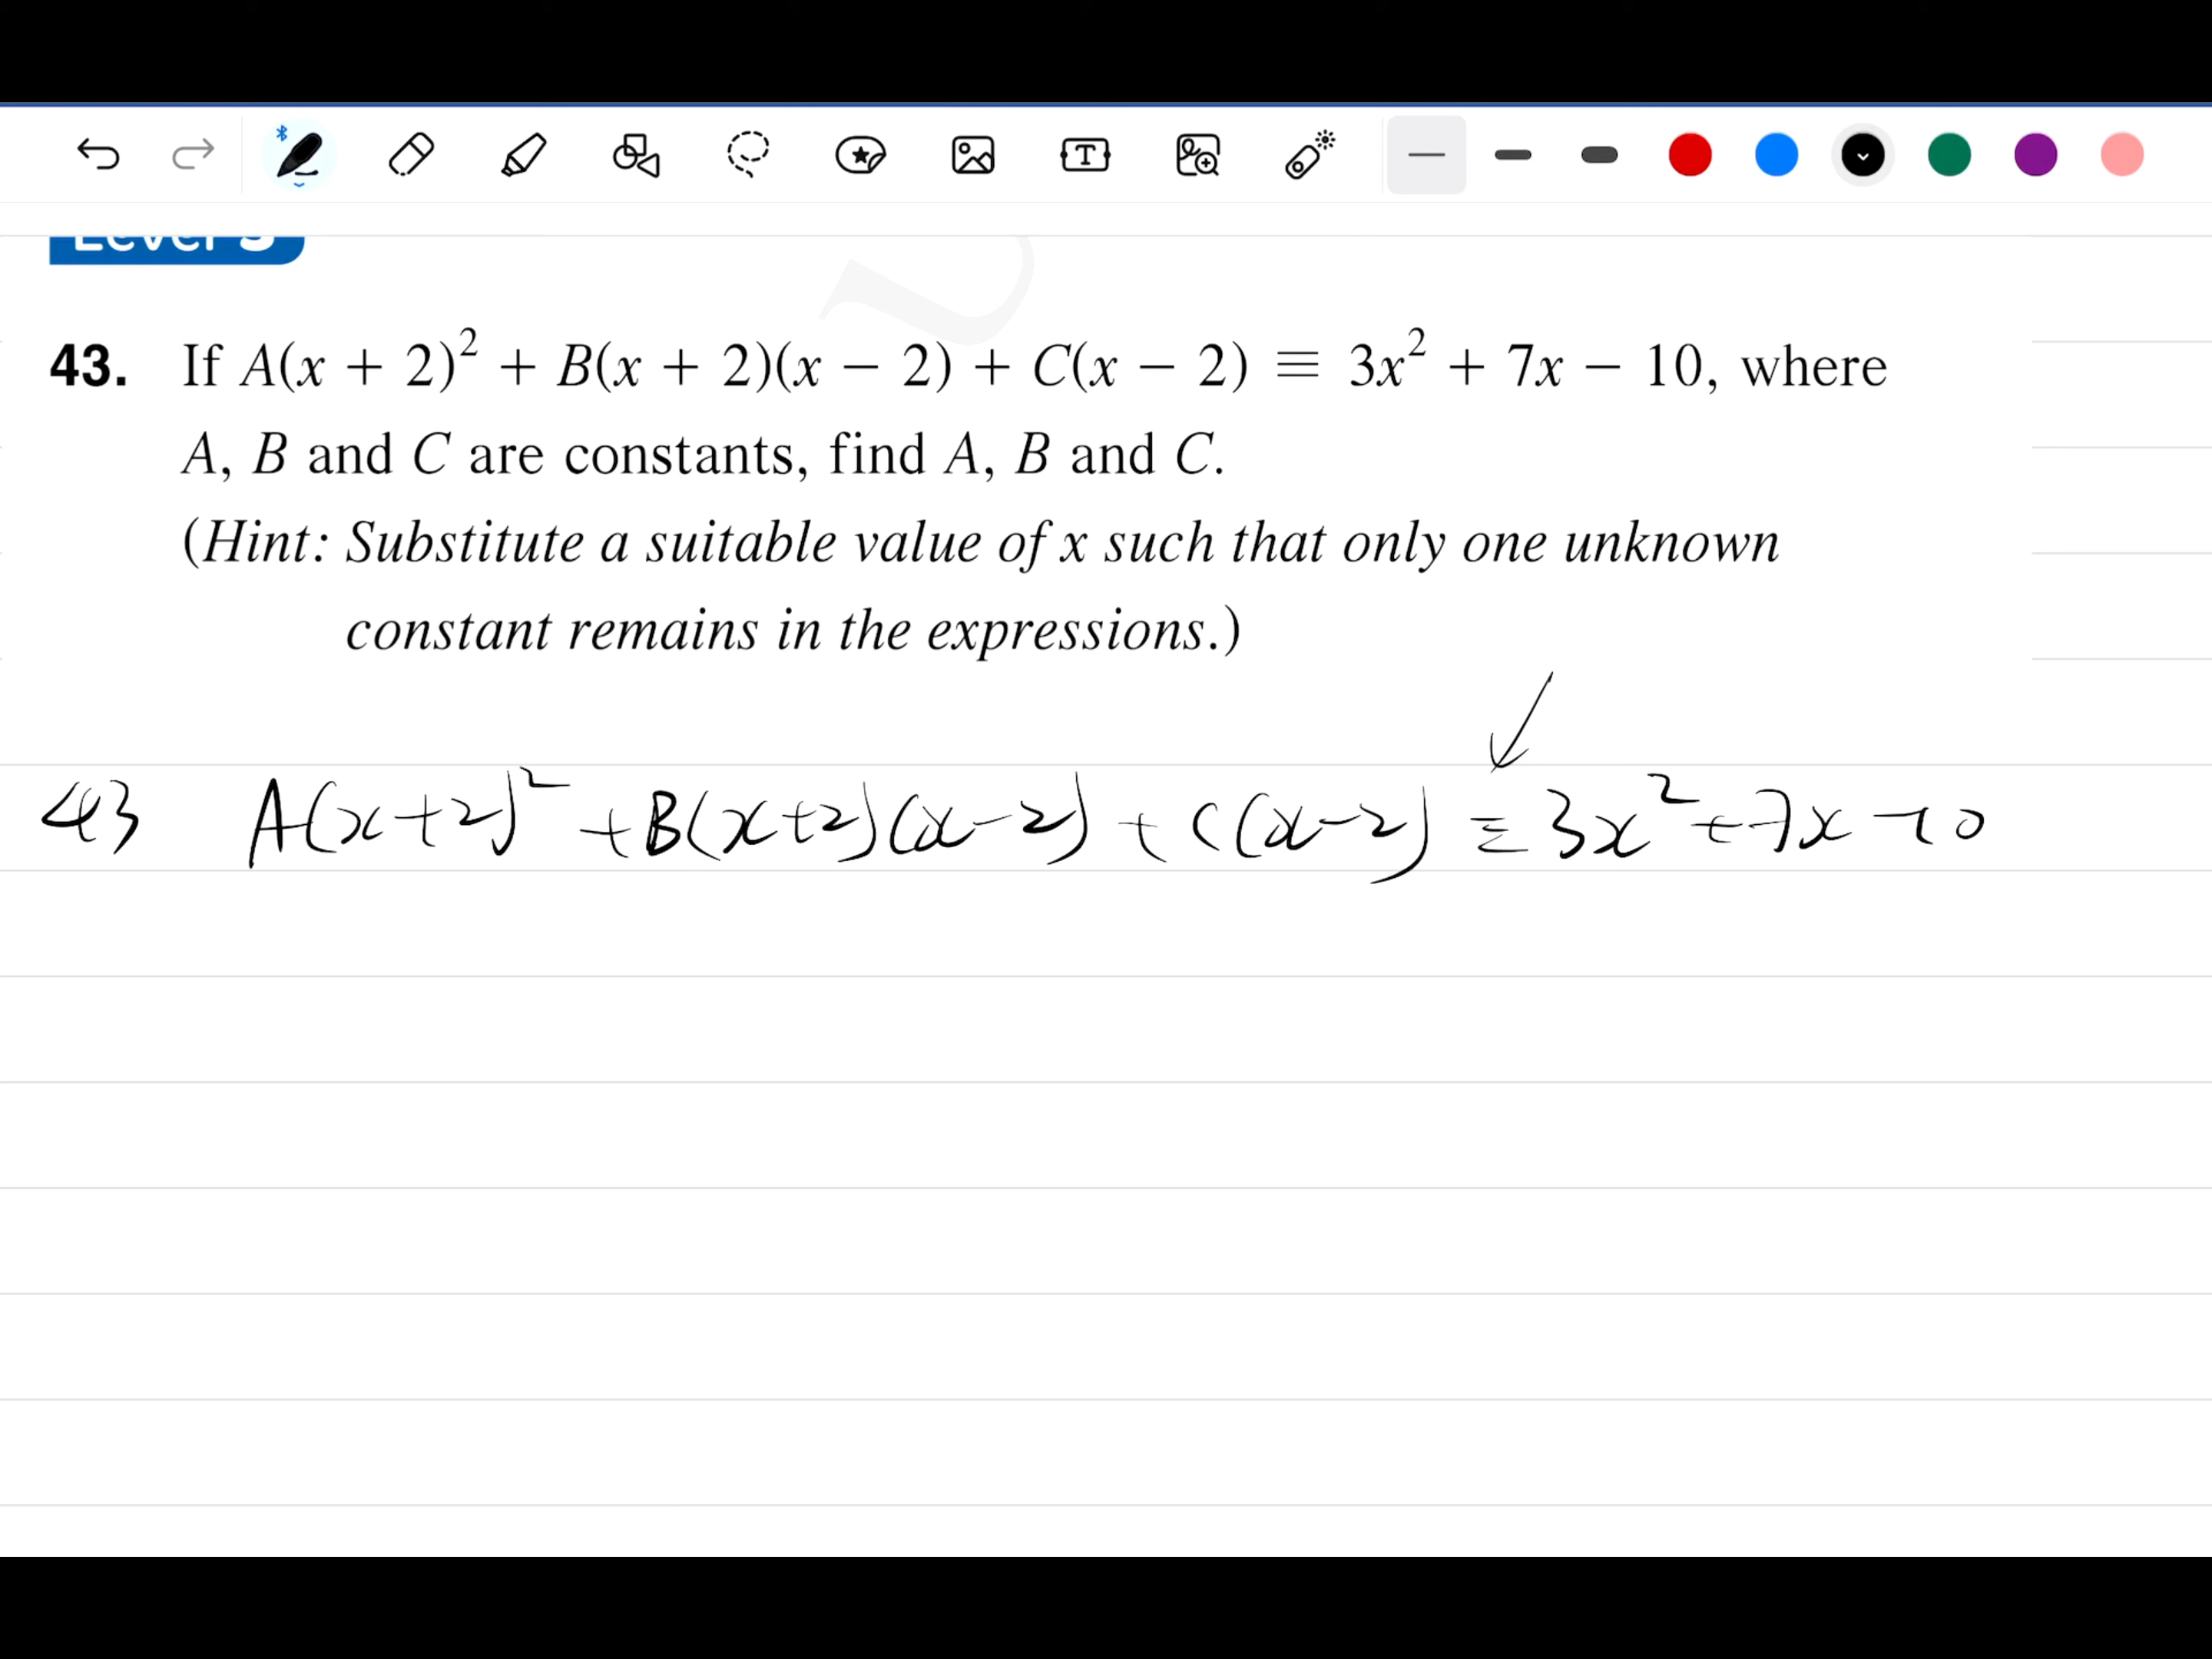 43. If A(x + 2)² + B(x + 2)(x − 2) + C(x − 2) ≡ 3x² + 7x − 10, where
A, B and C are constants, find A, B and C.
(Hint: Substitute a suitable value of x such that only one unknown
constant remains in the expressions.)
43 A(x+2)² +B(x+2)(x-2) + C(x-2) ≡ 3x²+7x-10